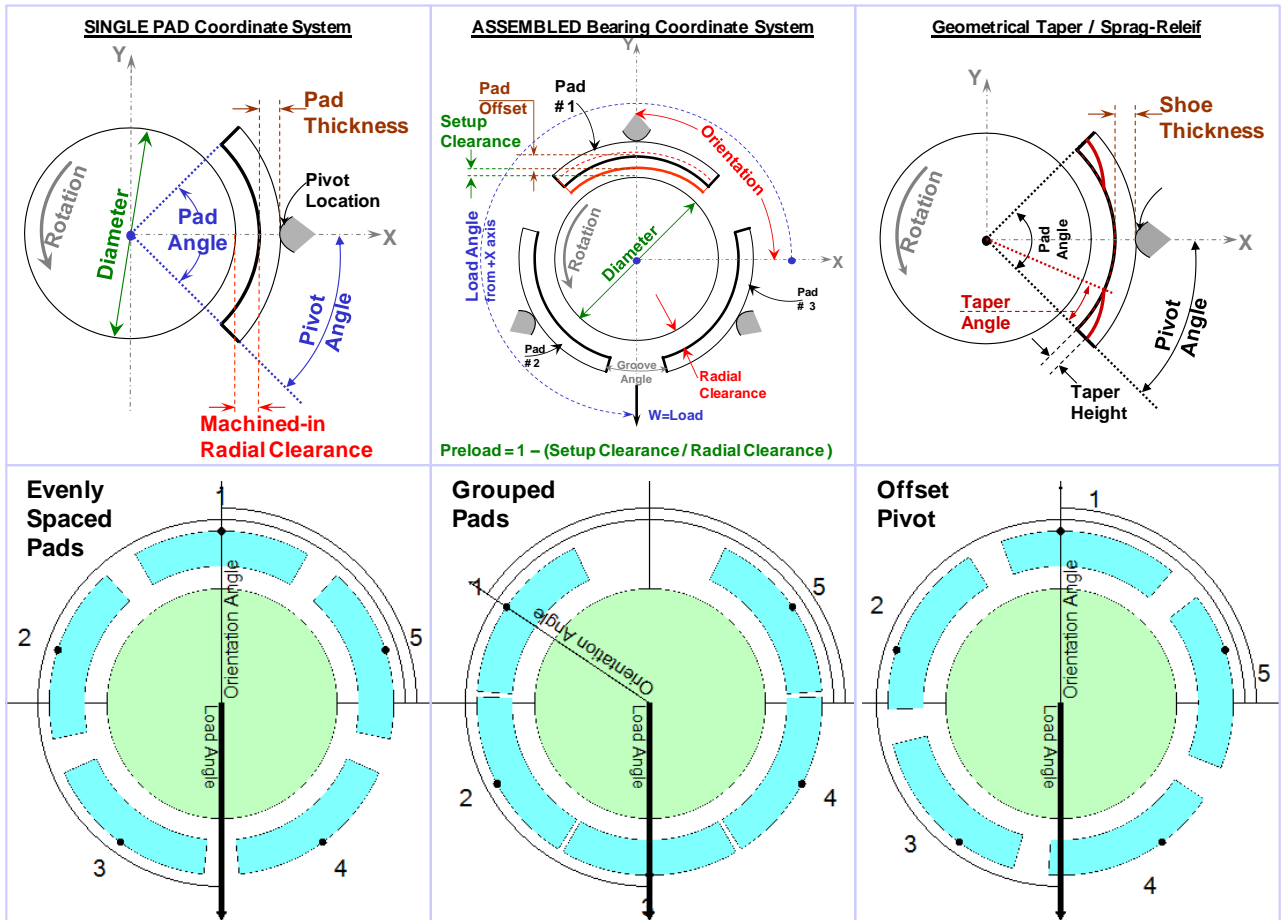 SINGLE PAD Coordinate System
Y
Pad
Thickness
Pivot
Location
Rotation
Diameter
Pad
Angle
X
Pivot
Angle
Machined-in
Radial Clearance
ASSEMBLED Bearing Coordinate System
Y
Pad
Offset
Pad
# 1
Setup
Clearance
Orientation
Load Angle
from +X axis
Rotation
Diameter
X
Pad
# 3
Pad
# 2
Groove
Angle
Radial
Clearance
W=Load
Preload = 1 – (Setup Clearance / Radial Clearance )
Geometrical Taper / Sprag-Releif
Y
Shoe
Thickness
Rotation
Pad
Angle
X
Taper
Angle
Pivot
Angle
Taper
Height
Evenly
Spaced
Pads
1
2
3
4
5
Orientation Angle
Load Angle
Grouped
Pads
1
2
4
5
Orientation Angle
Load Angle
Offset
Pivot
1
2
3
4
5
Orientation Angle
Load Angle